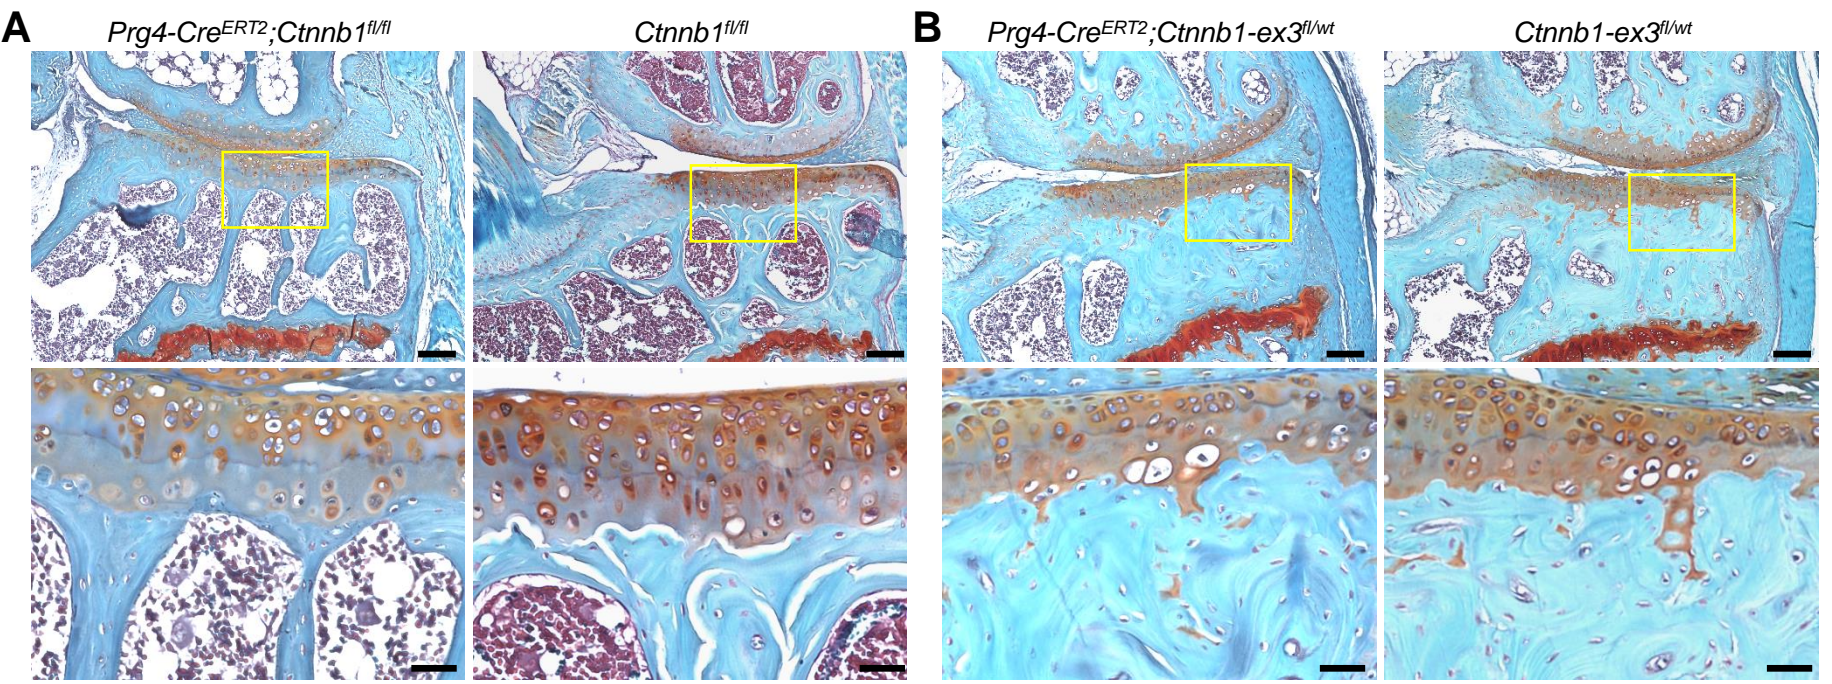 A
Prg4-CreERT2;Ctnnb1fl/fl
Ctnnb1fl/fl
B
Prg4-CreERT2;Ctnnb1-ex3fl/wt
Ctnnb1-ex3fl/wt